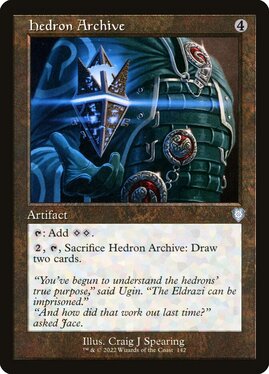 Hedron Archive 4
Artifact
: Add ◇◇.
2, , Sacrifice Hedron Archive: Draw
two cards.
"You've begun to understand the hedrons'
true purpose," said Ugin. "The Eldrazi can be
imprisoned."
"And how did that work out last time?"
asked Jace.
Illus. Craig J Spearing
™ & © 2022 Wizards of the Coast 142